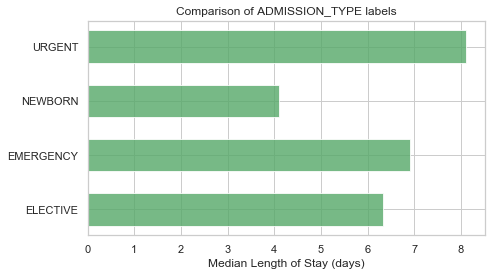 Comparison of ADMISSION_TYPE labels
URGENT
NEWBORN
EMERGENCY
ELECTIVE
0 1 2 3 4 5 6 7 8
Median Length of Stay (days)